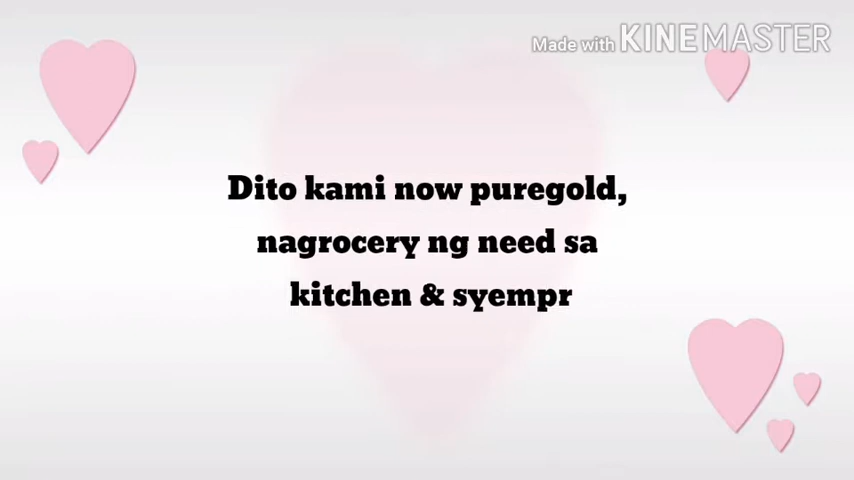 Made with KINEMASTER
Dito kami now puregold,
nagrocery ng need sa
kitchen & syempr